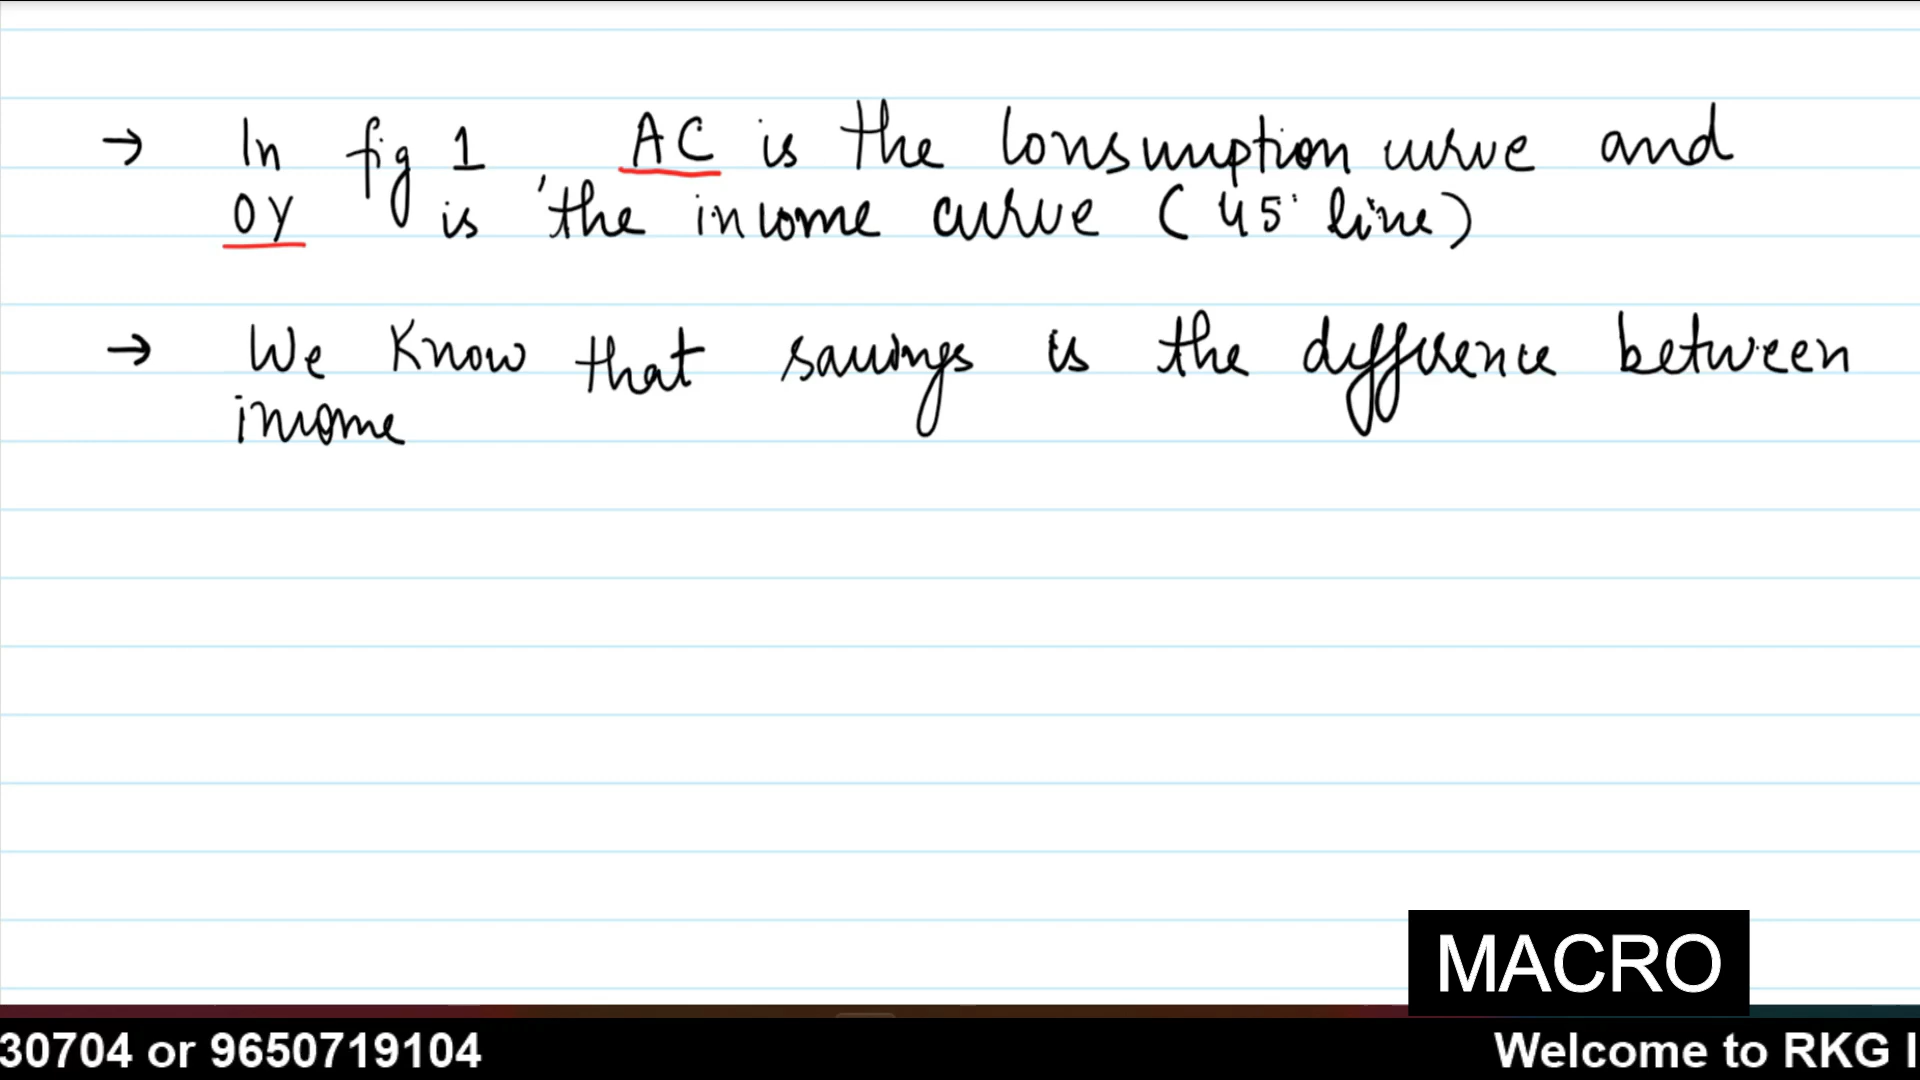 → In fig 1, AC is the Consumption curve and
OY is the income curve (45° line)
→ We Know that savings is the difference between
income
MACRO
30704 or 9650719104
Welcome to RKG I